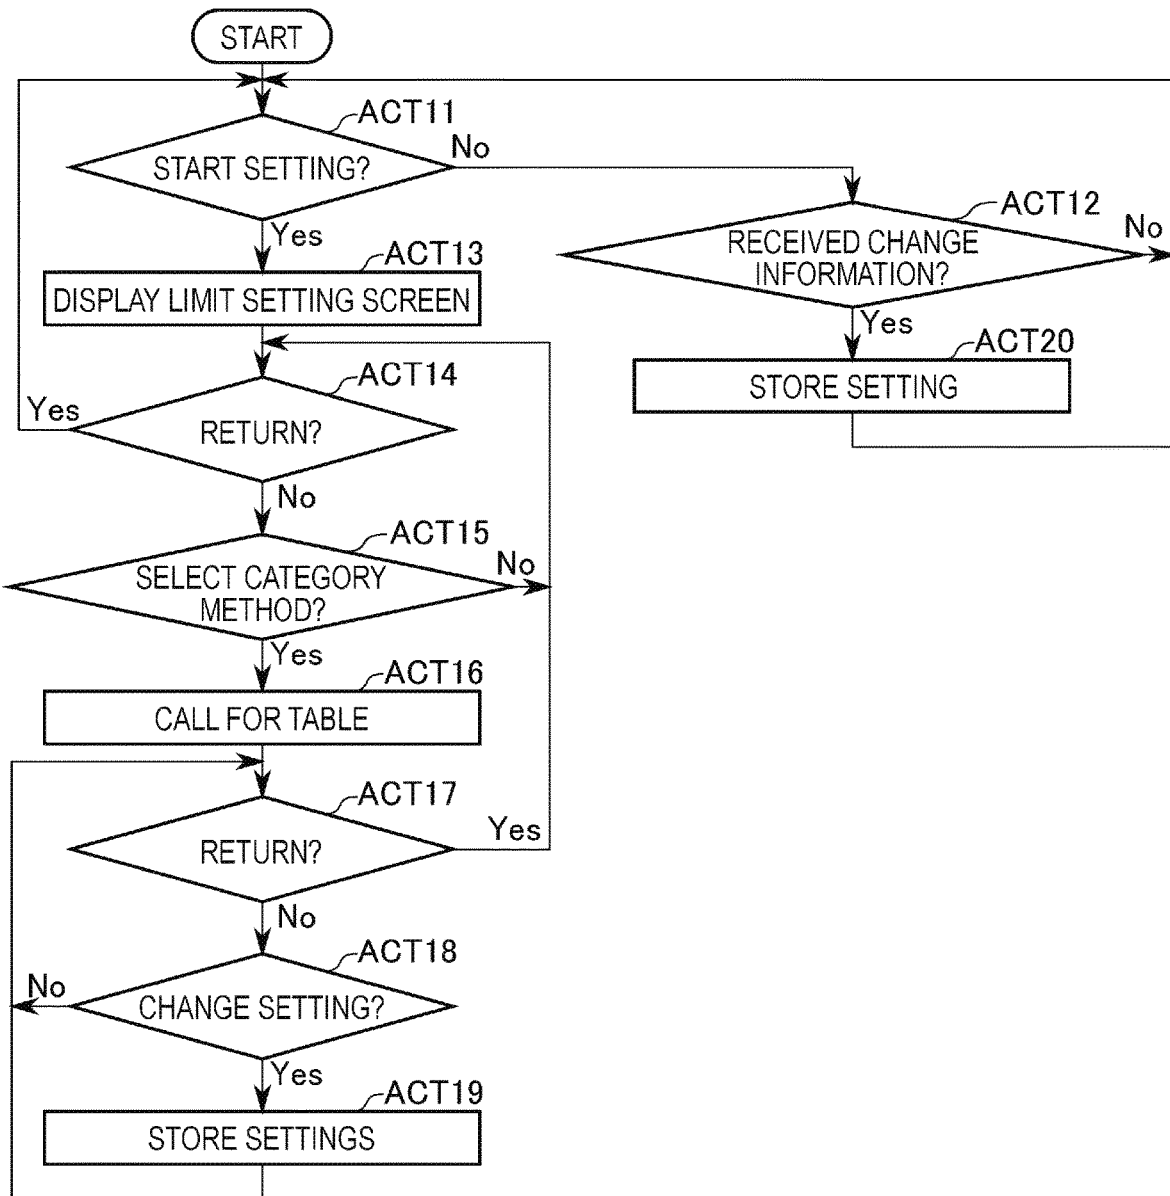 START
ACT11
START SETTING?
No
Yes
ACT12
RECEIVED CHANGE
INFORMATION?
No
Yes
ACT13
DISPLAY LIMIT SETTING SCREEN
ACT20
STORE SETTING
ACT14
RETURN?
Yes
No
ACT15
SELECT CATEGORY
METHOD?
No
Yes
ACT16
CALL FOR TABLE
ACT17
RETURN?
Yes
No
ACT18
CHANGE SETTING?
No
Yes
ACT19
STORE SETTINGS